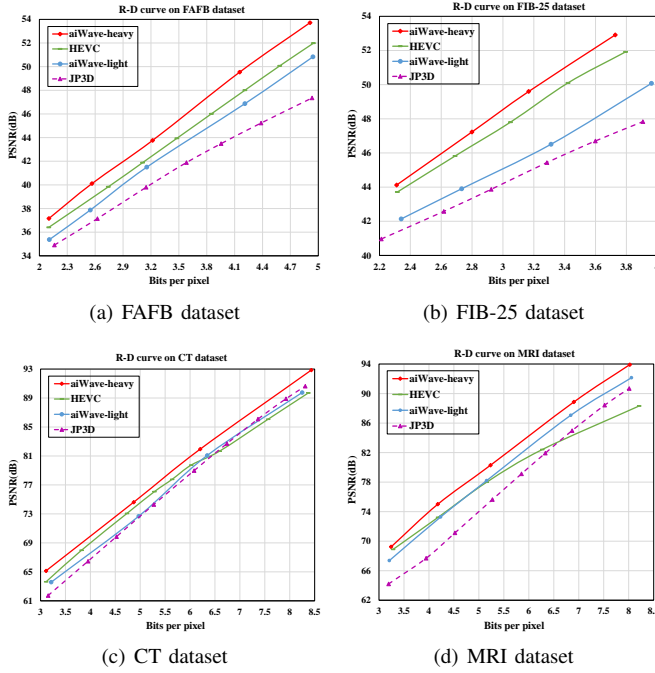 R-D curve on FAFB dataset
aiWave-heavy
HEVC
aiWave-light
JP3D
PSNR(dB)
54
52
50
48
46
44
42
40
38
36
34
2 2.3 2.6 2.9 3.2 3.5 3.8 4.1 4.4 4.7 5
Bits per pixel
(a) FAFB dataset
R-D curve on FIB-25 dataset
aiWave-heavy
HEVC
aiWave-light
JP3D
PSNR(dB)
54
52
50
48
46
44
42
40
2.2 2.4 2.6 2.8 3 3.2 3.4 3.6 3.8 4
Bits per pixel
(b) FIB-25 dataset
R-D curve on CT dataset
aiWave-heavy
HEVC
aiWave-light
JP3D
PSNR(dB)
93
89
85
81
77
73
69
65
61
3 3.5 4 4.5 5 5.5 6 6.5 7 7.5 8 8.5
Bits per pixel
(c) CT dataset
R-D curve on MRI dataset
aiWave-heavy
HEVC
aiWave-light
JP3D
PSNR(dB)
94
90
86
82
78
74
70
66
62
3 3.5 4 4.5 5 5.5 6 6.5 7 7.5 8 8.5
Bits per pixel
(d) MRI dataset